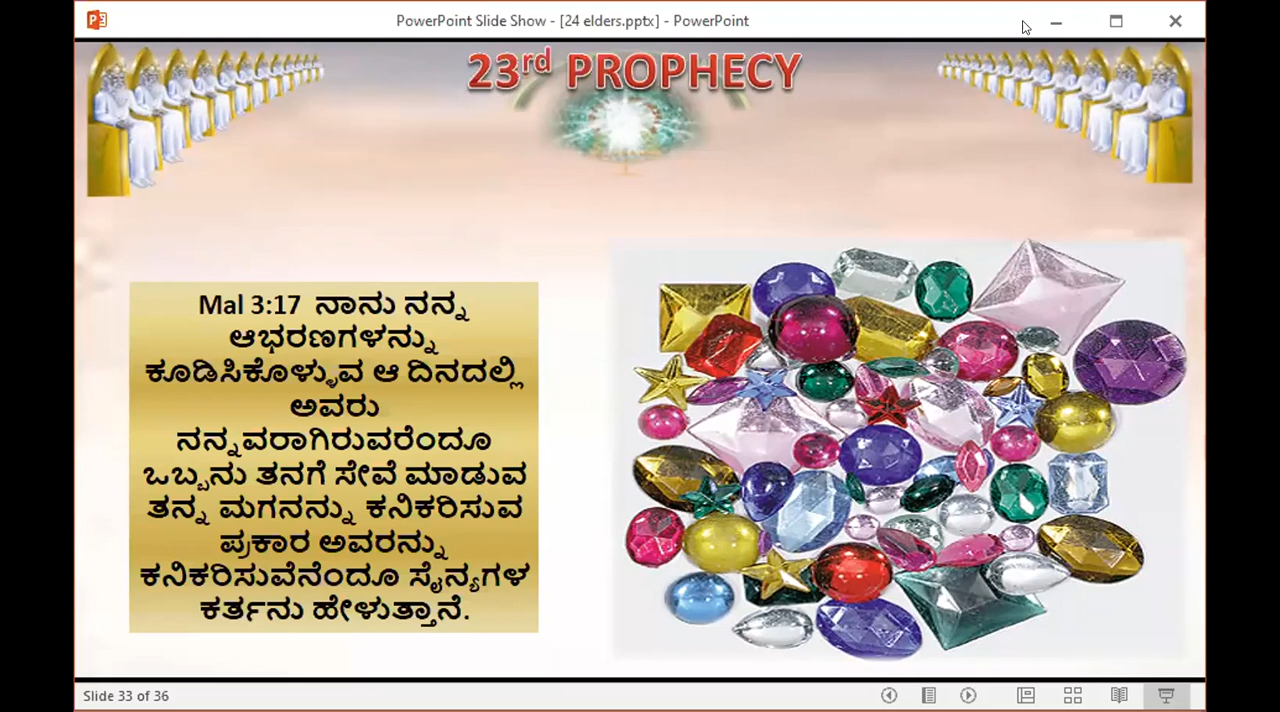 PowerPoint Slide Show - [24 elders.pptx] - PowerPoint
23rd PROPHECY
Mal 3:17 ನಾನು ನನ್ನ
ಆಭರಣಗಳನ್ನು
ಕೂಡಿಸಿಕೊಳ್ಳುವ ಆ ದಿನದಲ್ಲಿ
ಅವರು
ನನ್ನವರಾಗಿರುವರೆಂದೂ
ಒಬ್ಬನು ತನಗೆ ಸೇವೆ ಮಾಡುವ
ತನ್ನ ಮಗನನ್ನು ಕನಿಕರಿಸುವ
ಪ್ರಕಾರ ಅವರನ್ನು
ಕನಿಕರಿಸುವೆನೆಂದೂ ಸೈನ್ಯಗಳ
ಕರ್ತನು ಹೇಳುತ್ತಾನೆ.
Slide 33 of 36